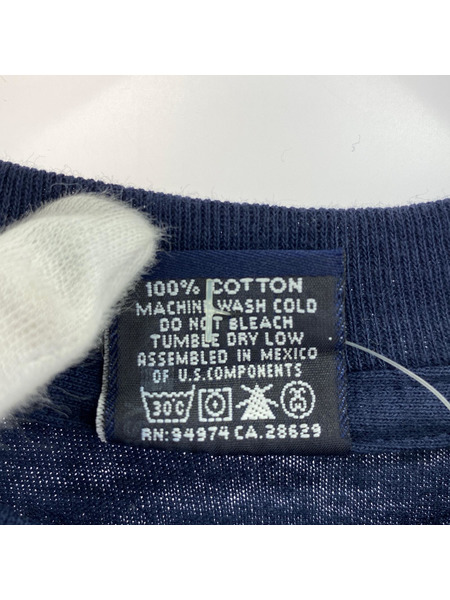 100% COTTON
MACHINE WASH COLD
DO NOT BLEACH
TUMBLE DRY LOW
ASSEMBLED IN MEXICO
OF U.S. COMPONENTS
30C
RN: 94974 CA. 28629